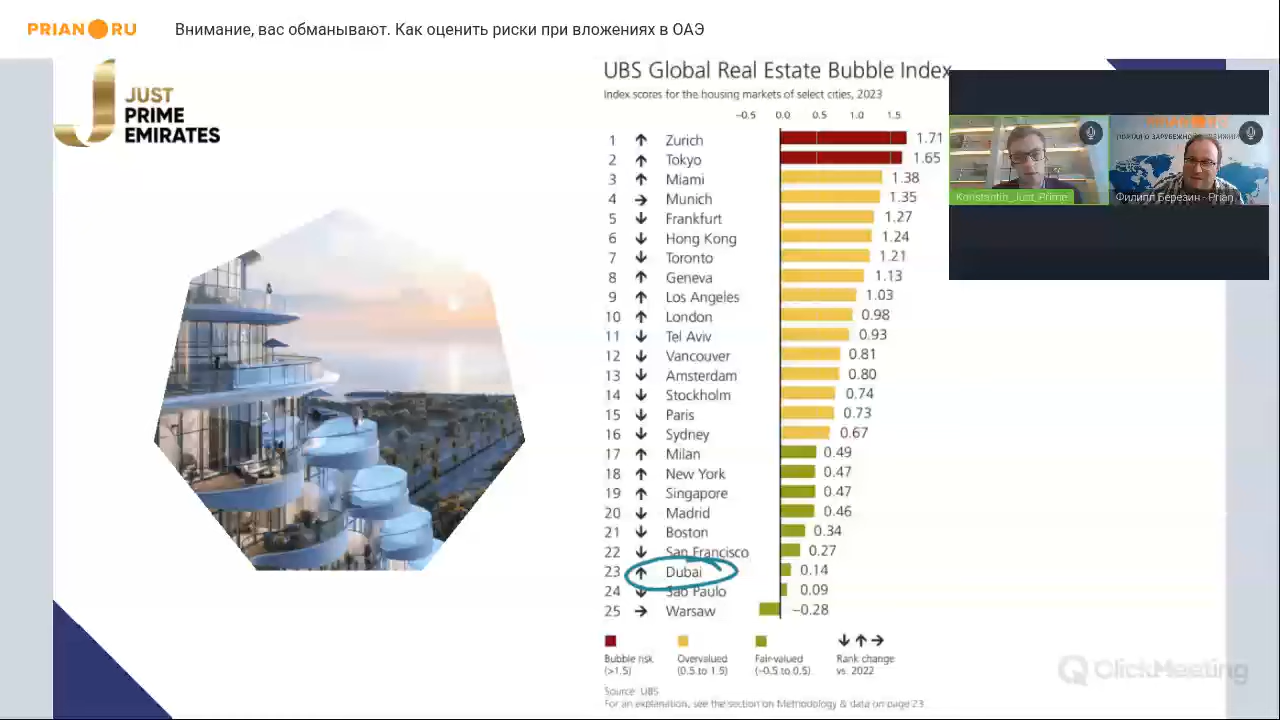 PRIAN RU
Внимание, вас обманывают. Как оценить риски при вложениях в ОАЭ
JUST
PRIME
EMIRATES
UBS Global Real Estate Bubble Index
Index scores for the housing markets of select cities, 2023
–0.5 0.0 0.5 1.0 1.5
1 ↑ Zurich 1.71
2 ↑ Tokyo 1.65
3 ↑ Miami 1.38
4 → Munich 1.35
5 ↓ Frankfurt 1.27
6 ↓ Hong Kong 1.24
7 ↓ Toronto 1.21
8 ↑ Geneva 1.13
9 ↑ Los Angeles 1.03
10 ↑ London 0.98
11 ↓ Tel Aviv 0.93
12 ↓ Vancouver 0.81
13 ↓ Amsterdam 0.80
14 ↓ Stockholm 0.74
15 ↓ Paris 0.73
16 ↓ Sydney 0.67
17 ↑ Milan 0.49
18 ↑ New York 0.47
19 ↑ Singapore 0.47
20 ↓ Madrid 0.46
21 ↓ Boston 0.34
22 ↓ San Francisco 0.27
23 ↑ Dubai 0.14
24 ↓ São Paulo 0.09
25 → Warsaw –0.28
Bubble risk
(>1.5)
Overvalued
(0.5 to 1.5)
Fair-valued
(–0.5 to 0.5)
↓ ↑ →
Rank change
vs. 2022
Source: UBS
For an explanation, see the section on Methodology & data on page 23
Konstantin_Just_Prime
ПОРТАЛ О ЗАРУБЕЖНОЙ
Филипп Березин - Prian
ClickMeeting